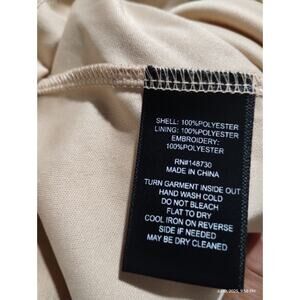 SHELL: 100%POLYESTER
LINING: 100%POLYESTER
EMBROIDERY:
100%POLYESTER
RN#148730
MADE IN CHINA
TURN GARMENT INSIDE OUT
HAND WASH COLD
DO NOT BLEACH
FLAT TO DRY
COOL IRON ON REVERSE
SIDE IF NEEDED
MAY BE DRY CLEANED